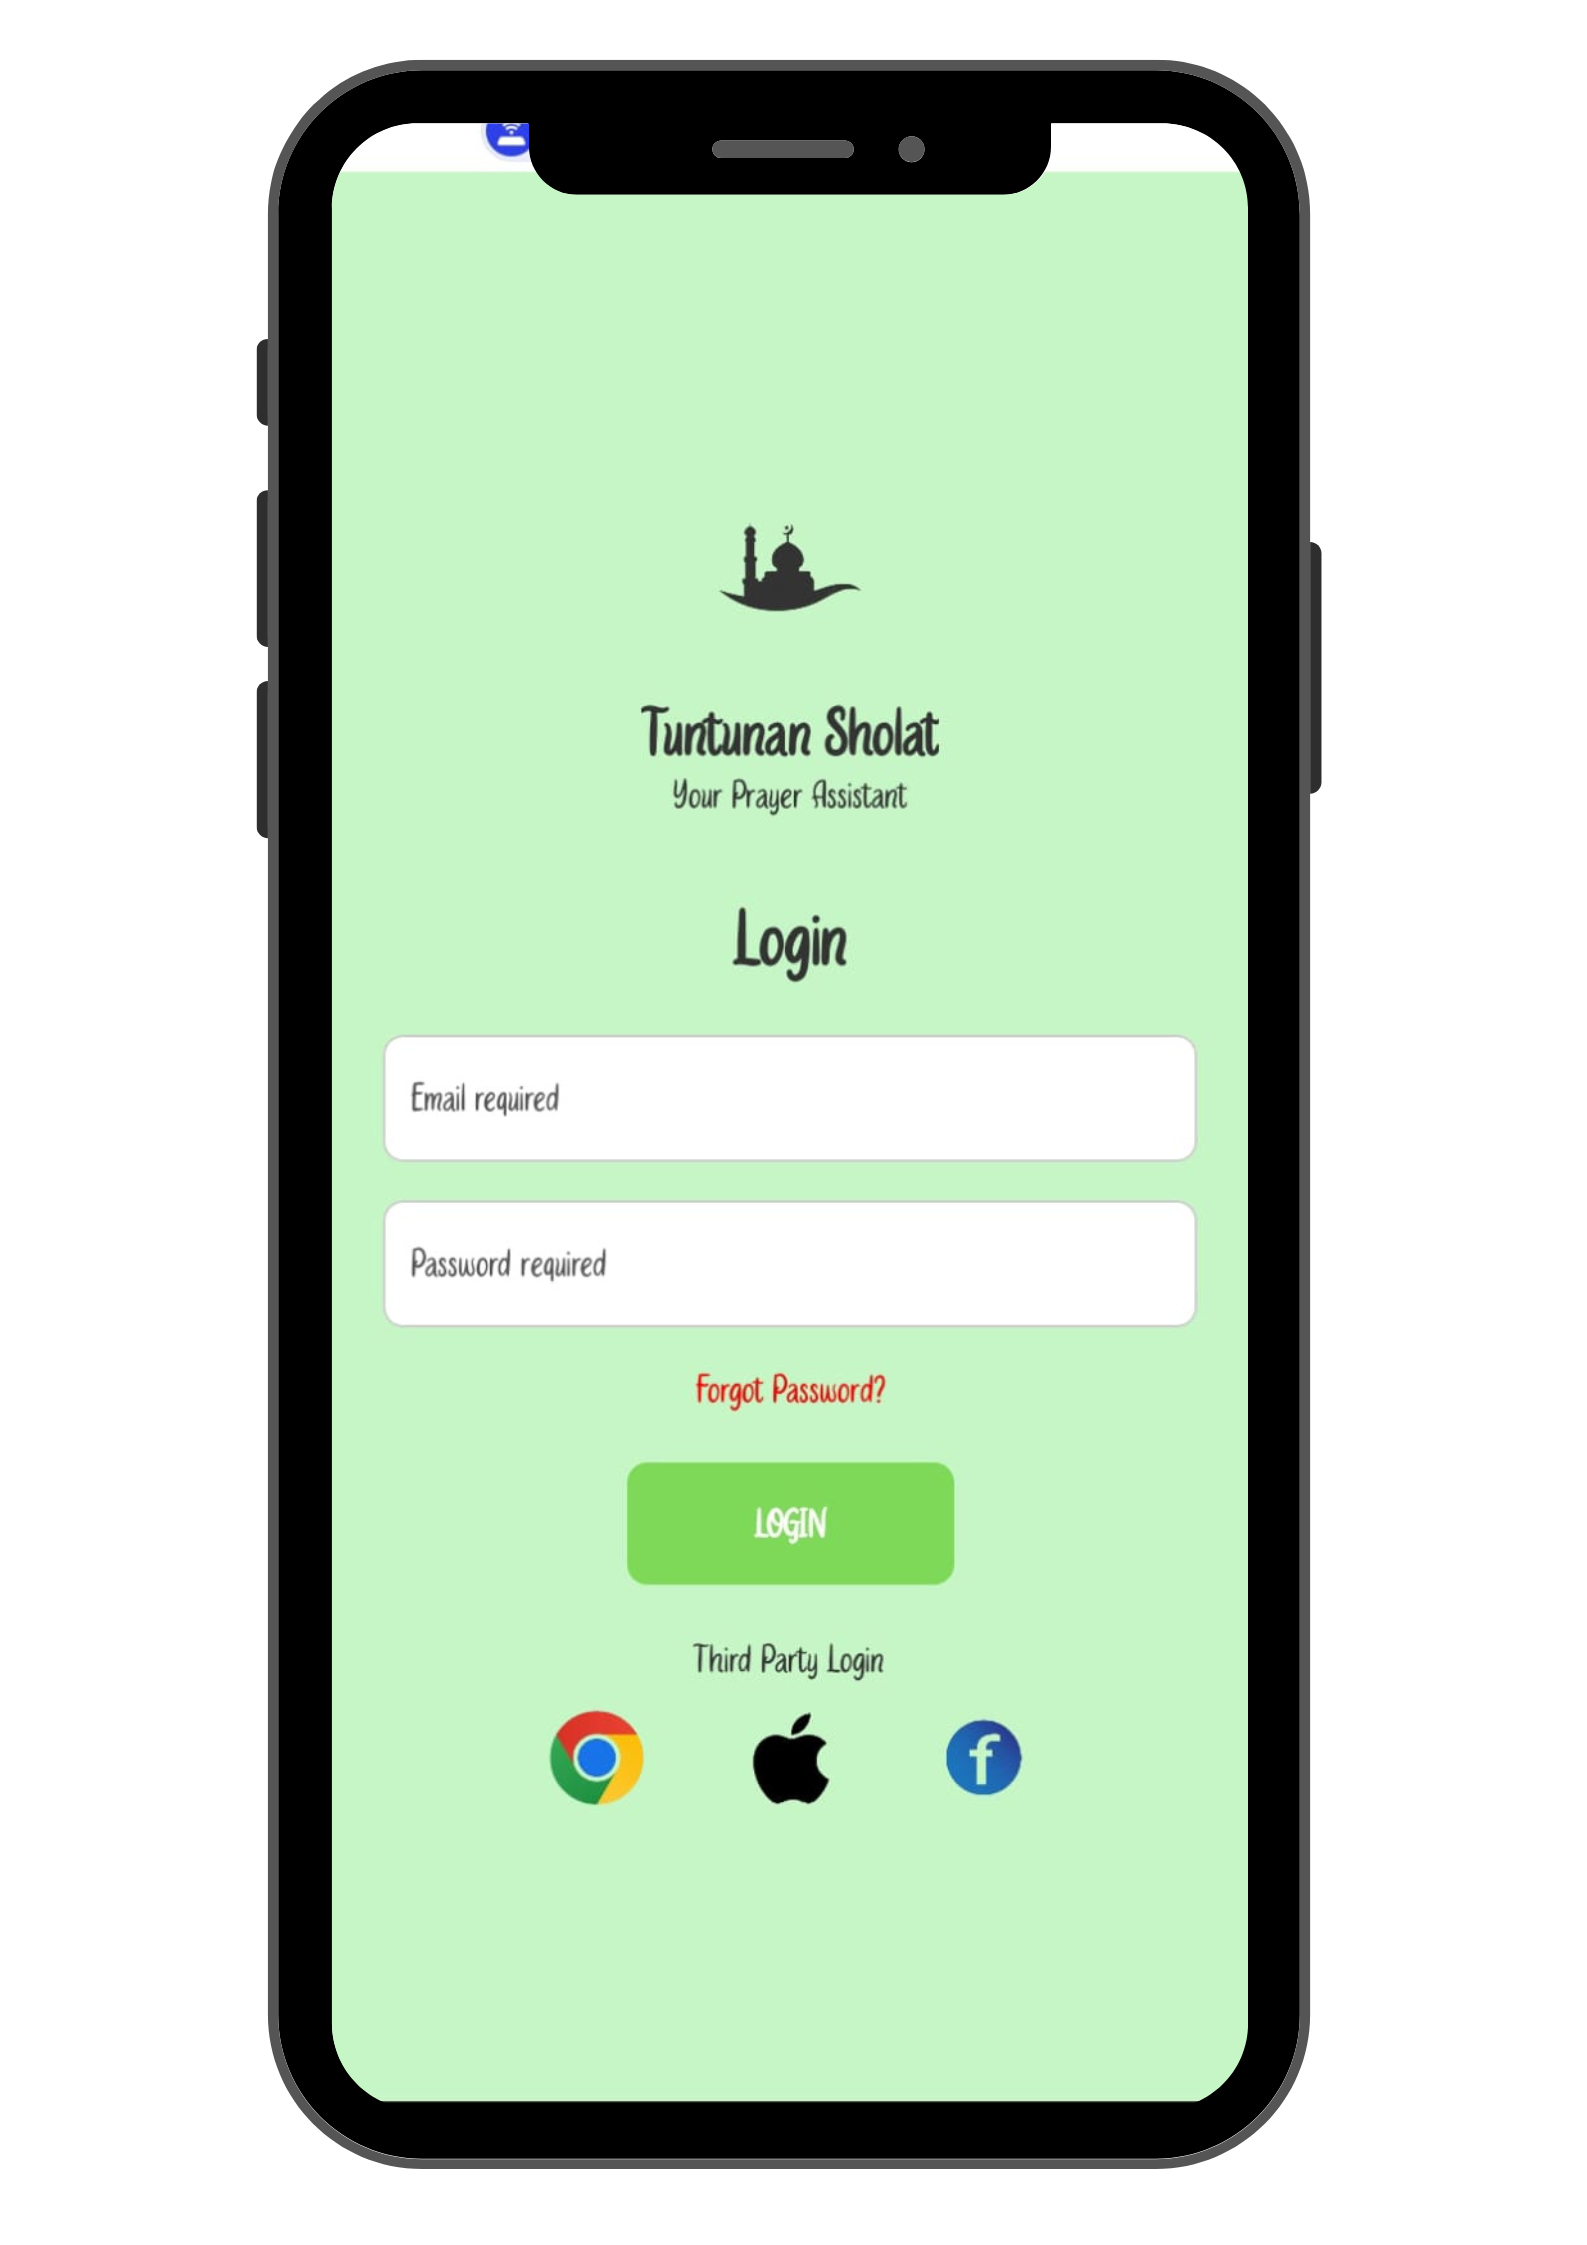 Tuntunan Sholat
Your Prayer Assistant
Login
Email required
Password required
Forgot Password?
LOGIN
Third Party Login